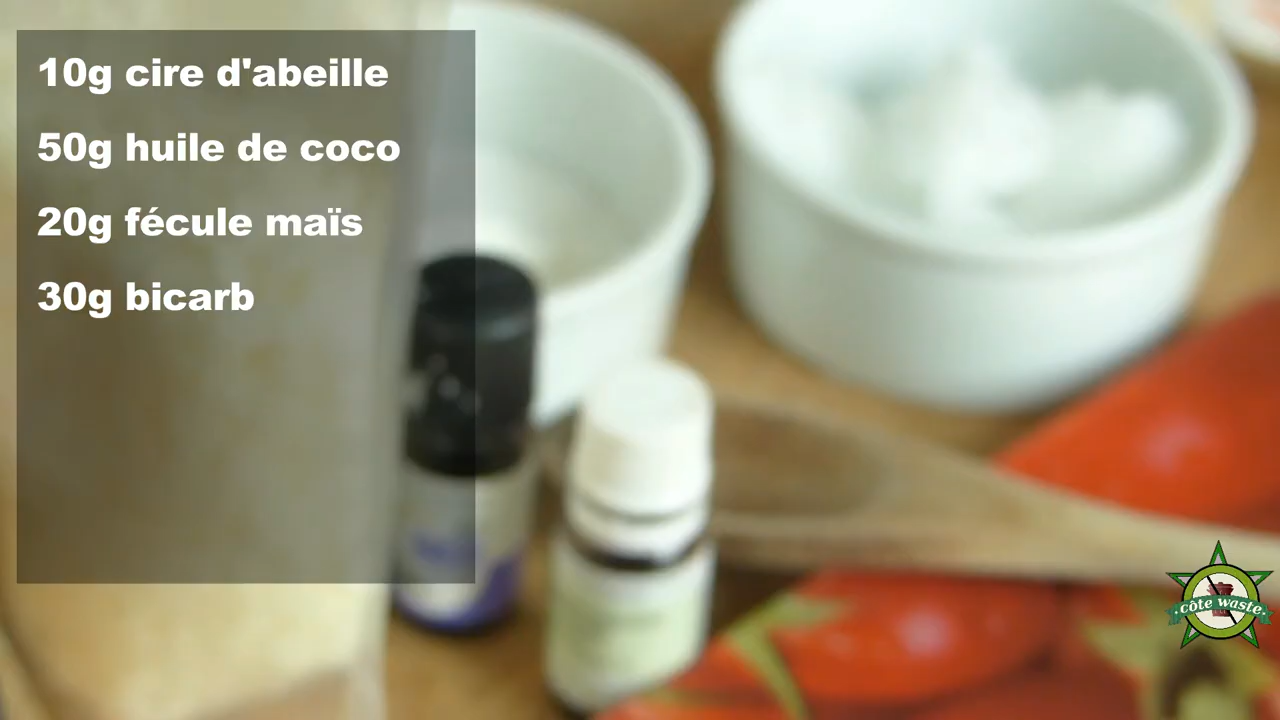 10g cire d'abeille
50g huile de coco
20g fécule maïs
30g bicarb
côte waste